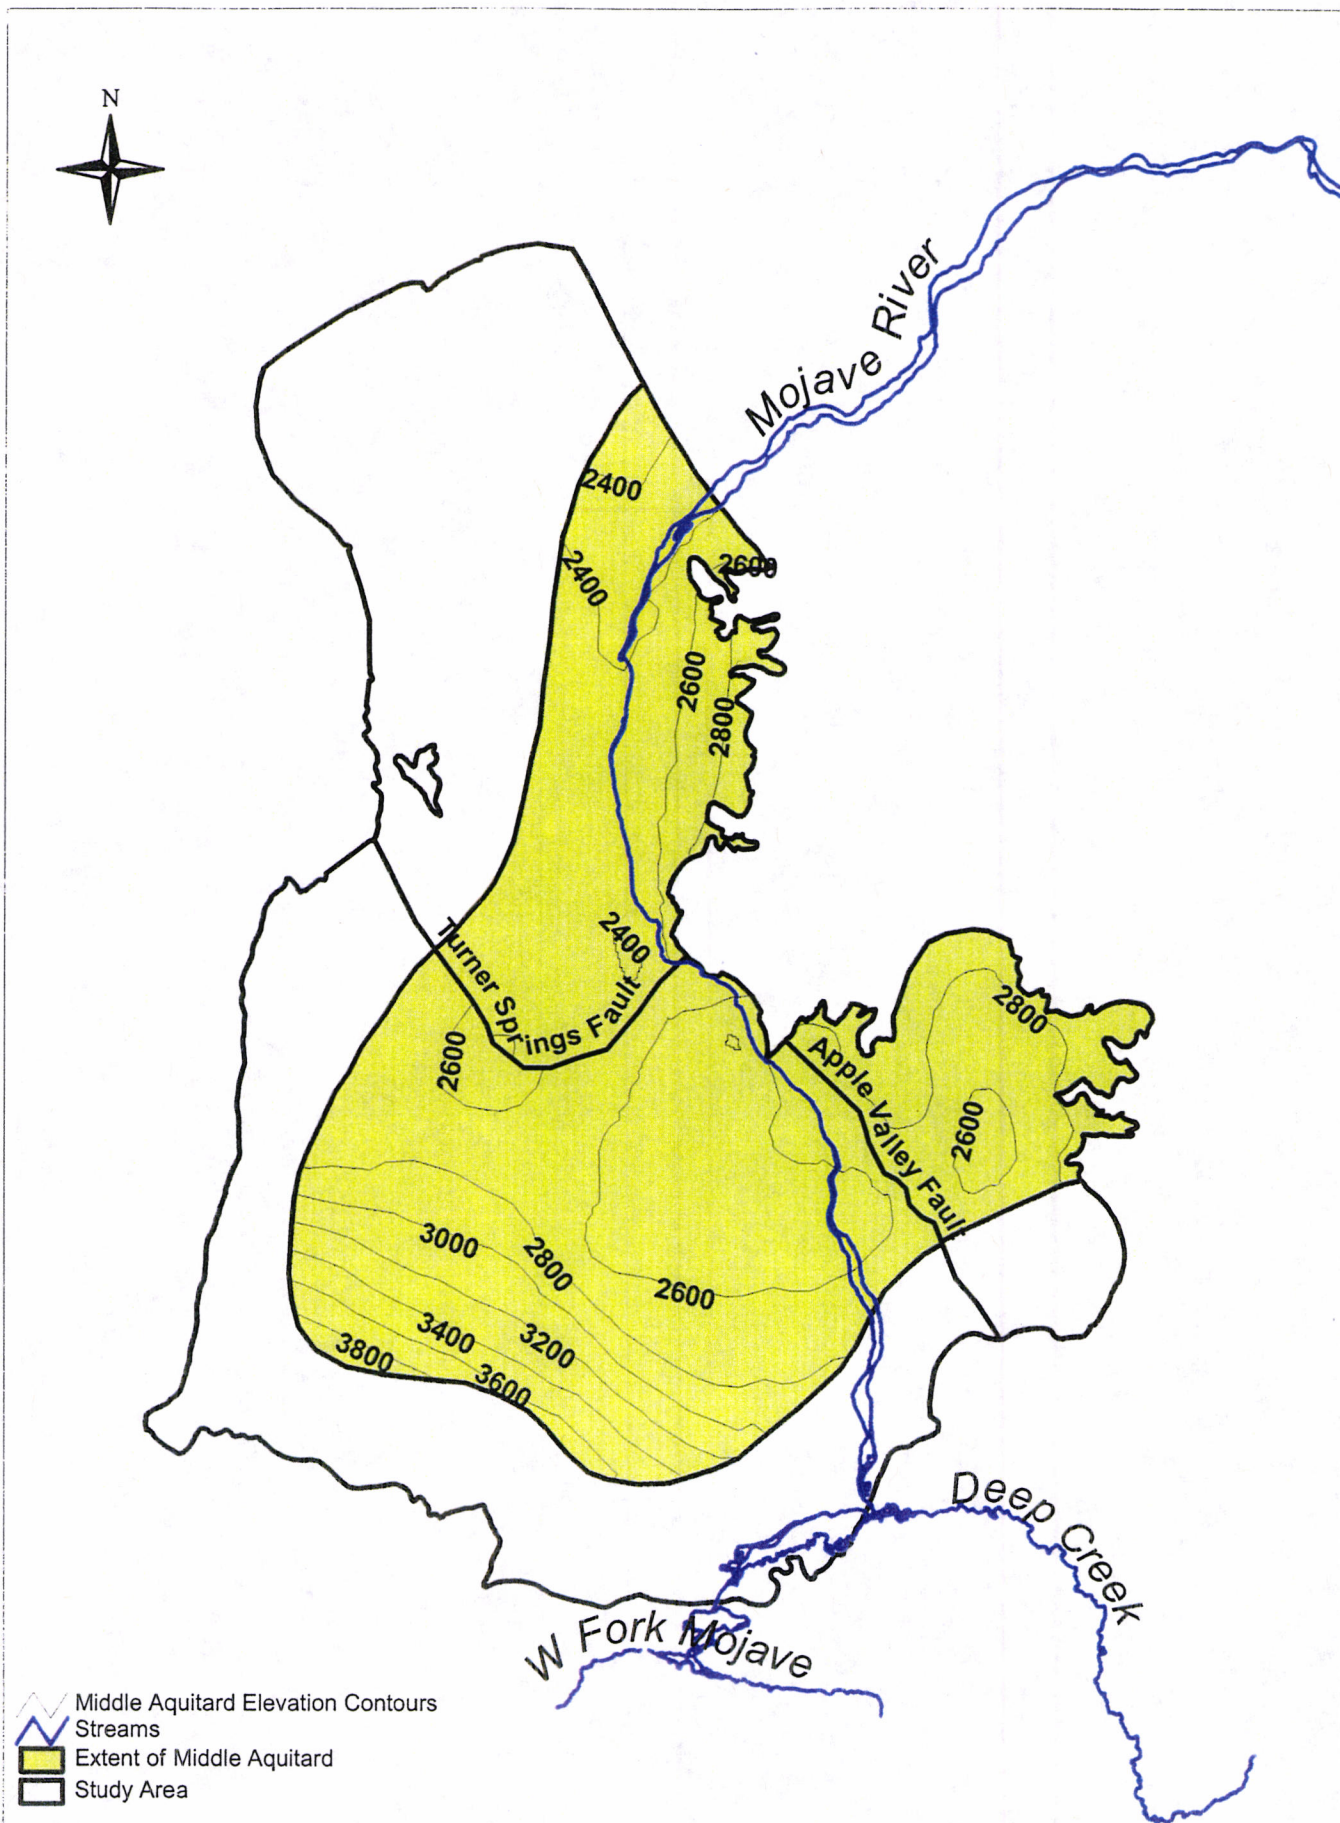 N
Mojave River
2400
2400
2600
2600
2800
2400
Turner Springs Fault
2800
2600
Apple Valley Fault
2600
3000
2800
2600
3400
3200
3800
3600
Deep Creek
W Fork Mojave
Middle Aquitard Elevation Contours
Streams
Extent of Middle Aquitard
Study Area